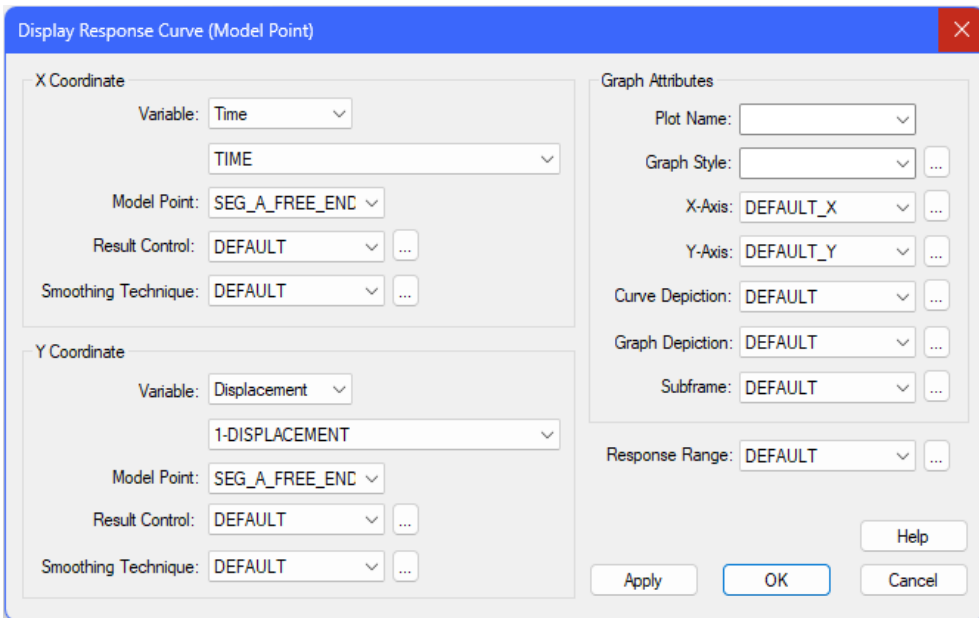 Display Response Curve (Model Point)
X Coordinate
Variable: Time
TIME
Model Point: SEG_A_FREE_END
Result Control: DEFAULT ...
Smoothing Technique: DEFAULT ...
Y Coordinate
Variable: Displacement
1-DISPLACEMENT
Model Point: SEG_A_FREE_END
Result Control: DEFAULT ...
Smoothing Technique: DEFAULT ...
Graph Attributes
Plot Name:
Graph Style: ...
X-Axis: DEFAULT_X ...
Y-Axis: DEFAULT_Y ...
Curve Depiction: DEFAULT ...
Graph Depiction: DEFAULT ...
Subframe: DEFAULT ...
Response Range: DEFAULT ...
Help
Apply OK Cancel